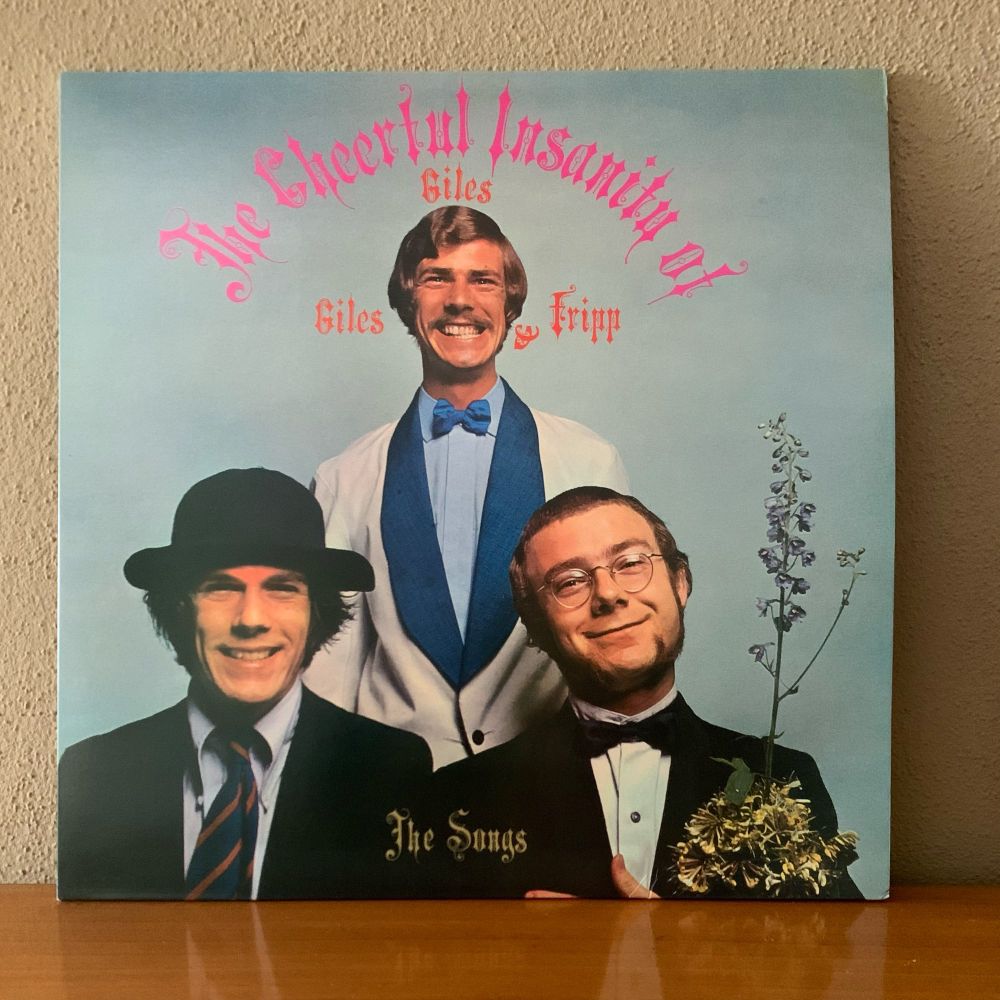 The Cheerful Insanity of
Giles
Giles & Fripp
The Songs